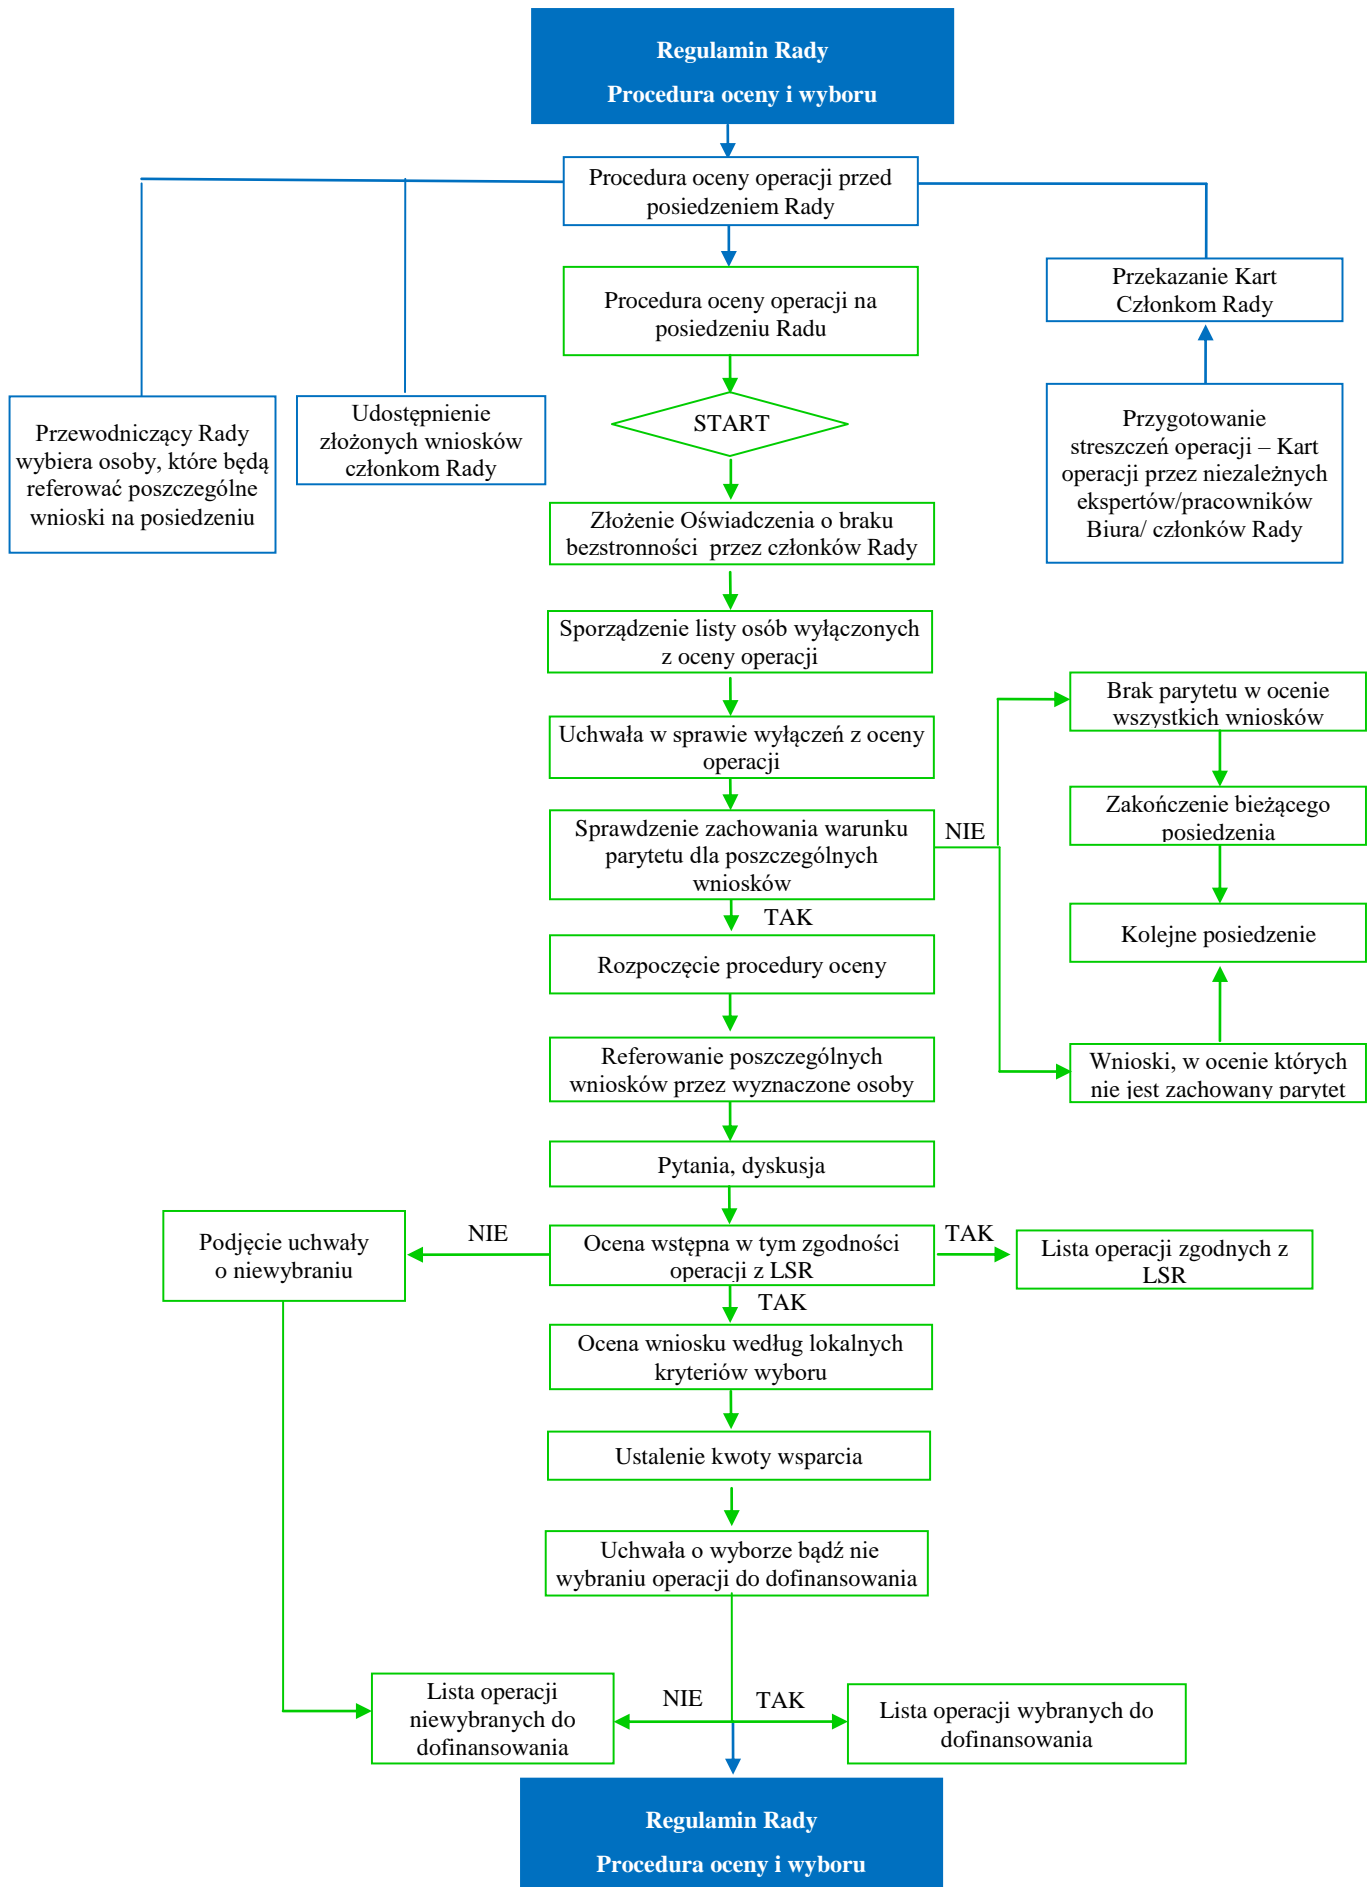 Regulamin Rady
Procedura oceny i wyboru
Procedura oceny operacji przed
posiedzeniem Rady
Procedura oceny operacji na
posiedzeniu Radu
Przekazanie Kart
Członkom Rady
START
Przewodniczący Rady
wybiera osoby, które będą
referować poszczególne
wnioski na posiedzeniu
Udostępnienie
złożonych wniosków
członkom Rady
Przygotowanie
streszczeń operacji – Kart
operacji przez niezależnych
ekspertów/pracowników
Biura/ członków Rady
Złożenie Oświadczenia o braku
bezstronności  przez członków Rady
Sporządzenie listy osób wyłączonych
z oceny operacji
Uchwała w sprawie wyłączeń z oceny
operacji
Brak parytetu w ocenie
wszystkich wniosków
Sprawdzenie zachowania warunku
parytetu dla poszczególnych
wniosków
NIE
Zakończenie bieżącego
posiedzenia
TAK
Kolejne posiedzenie
Rozpoczęcie procedury oceny
Referowanie poszczególnych
wniosków przez wyznaczone osoby
Wnioski, w ocenie których
nie jest zachowany parytet
Pytania, dyskusja
Podjęcie uchwały
o niewybraniu
NIE
Ocena wstępna w tym zgodności
operacji z LSR
TAK
Lista operacji zgodnych z
LSR
TAK
Ocena wniosku według lokalnych
kryteriów wyboru
Ustalenie kwoty wsparcia
Uchwała o wyborze bądź nie
wybraniu operacji do dofinansowania
Lista operacji
niewybranych do
dofinansowania
NIE
TAK
Lista operacji wybranych do
dofinansowania
Regulamin Rady
Procedura oceny i wyboru